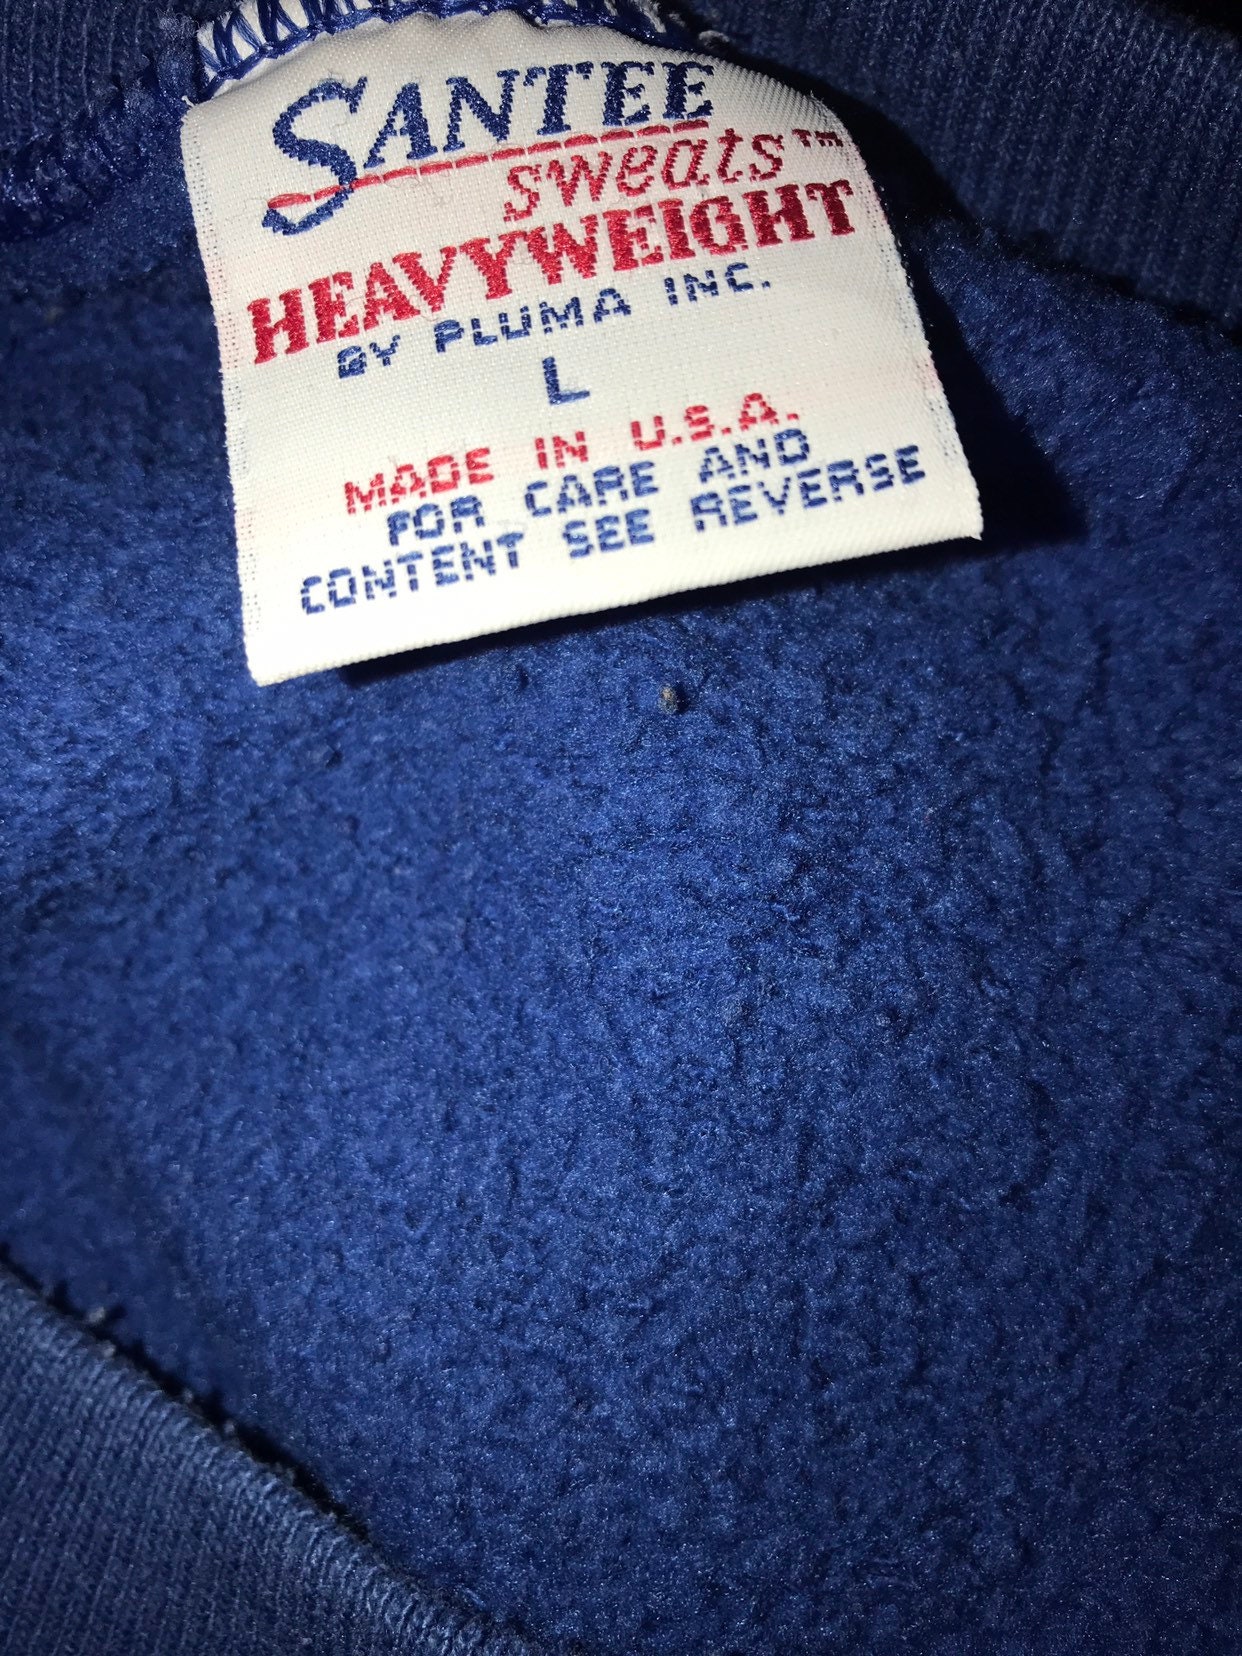 SANTEE
sweats™
HEAVYWEIGHT
BY PLUMA INC.
L
MADE IN U.S.A.
FOR CARE AND
CONTENT SEE REVERSE